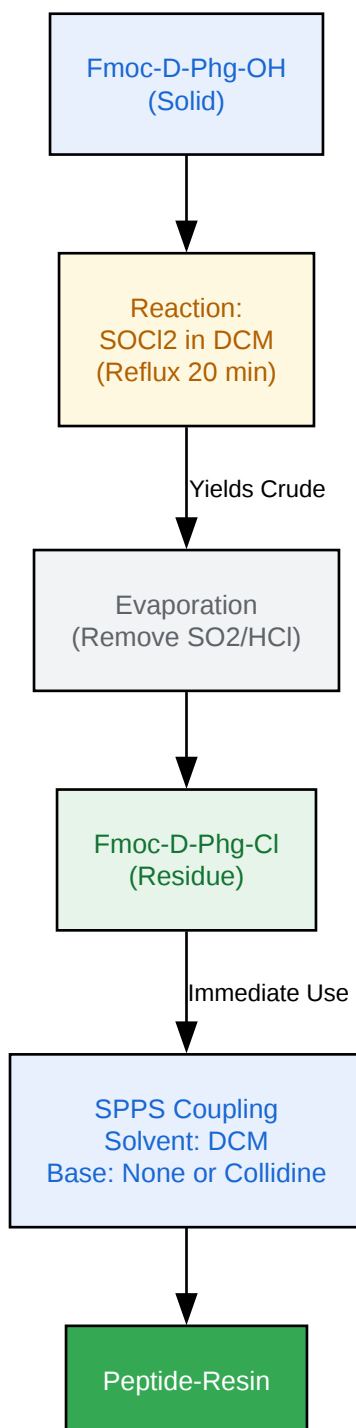 Fmoc-D-Phg-OH
(Solid)
Reaction:
SOCl2 in DCM
(Reflux 20 min)
Yields Crude
Evaporation
(Remove SO2/HCl)
Fmoc-D-Phg-Cl
(Residue)
Immediate Use
SPPS Coupling
Solvent: DCM
Base: None or Collidine
Peptide-Resin